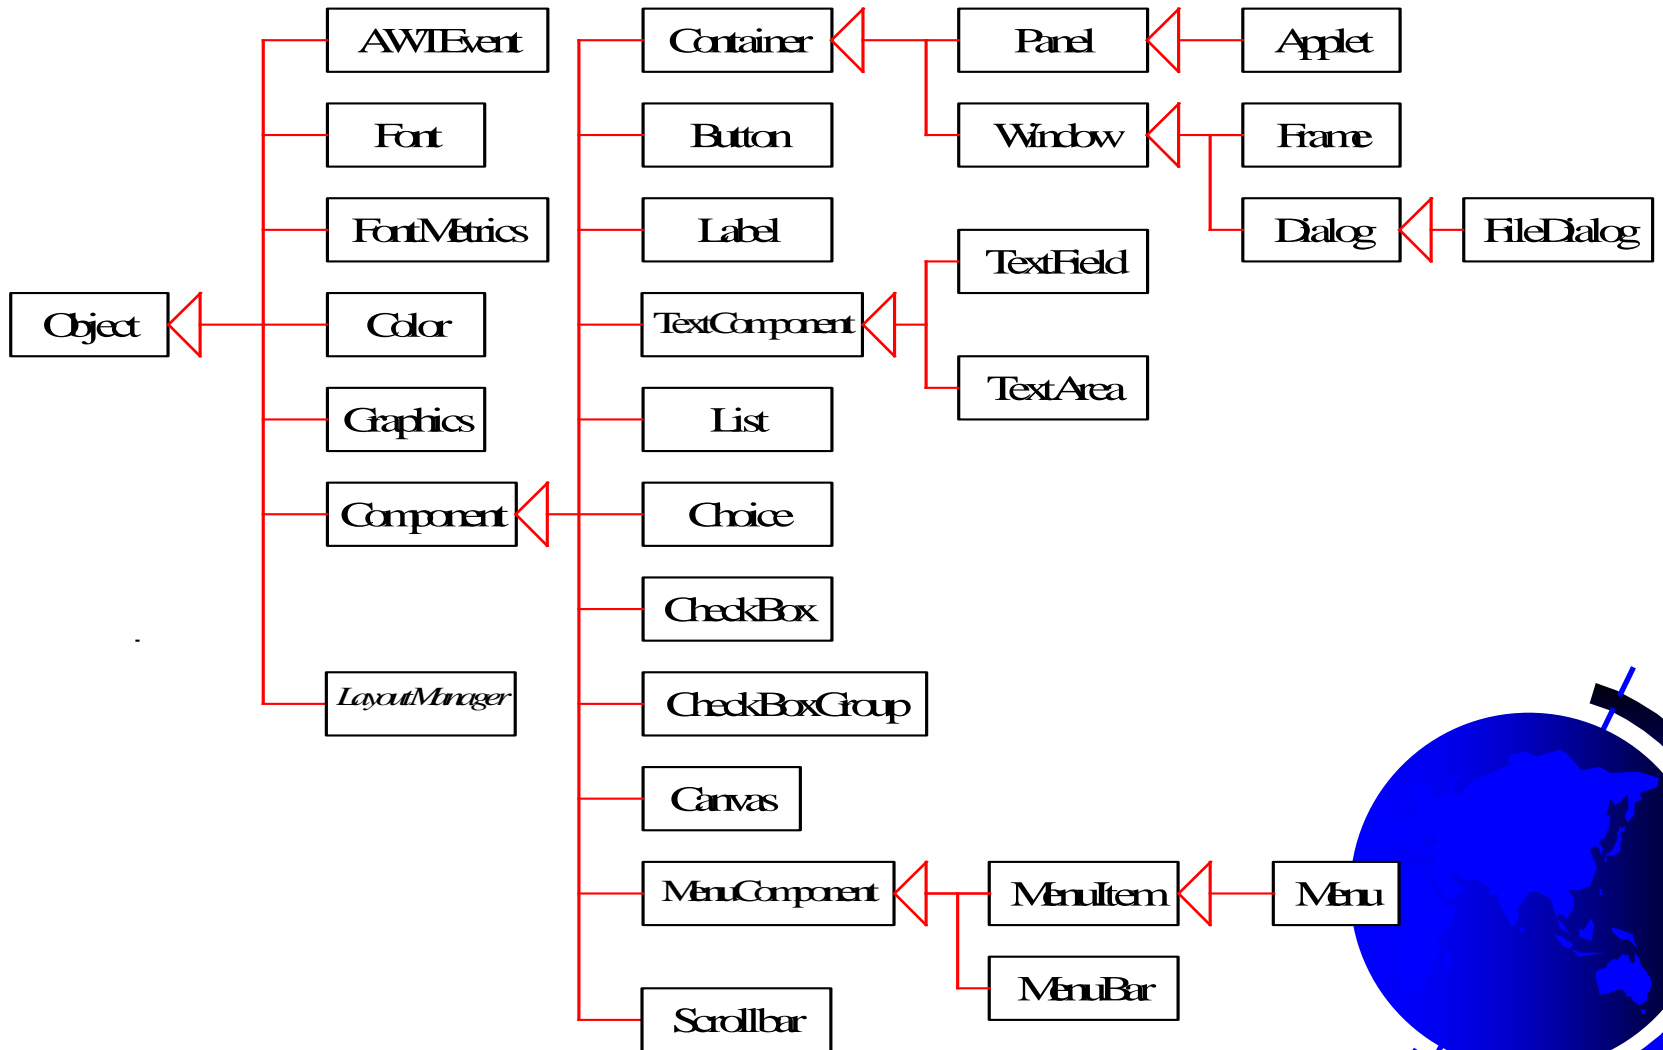 AWTEvent
Container
Panel
Applet
Font
Button
Window
Frame
FontMetrics
Label
Dialog
FileDialog
TextField
Object
Color
TextComponent
TextArea
Graphics
List
Component
Choice
CheckBox
LayoutManager
CheckBoxGroup
Canvas
MenuComponent
MenuItem
Menu
MenuBar
Scrollbar